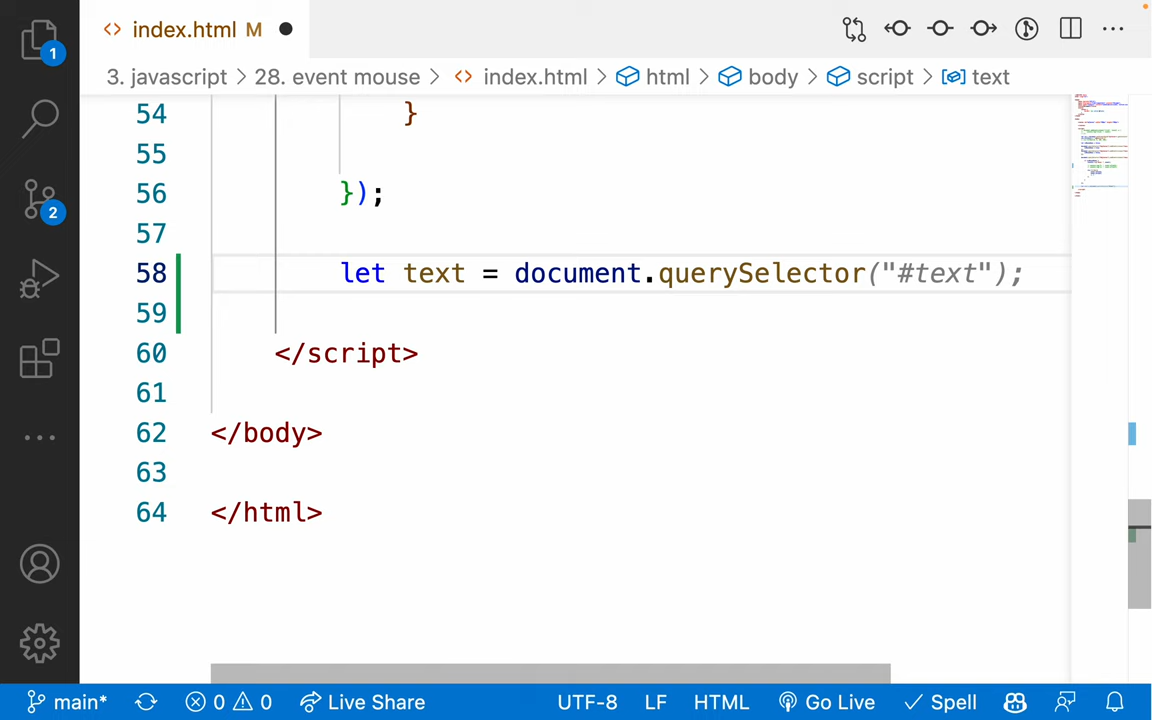 1
index.html M
3. javascript > 28. event mouse > index.html > html > body > script > text
54 }
55
56 });
57
58 let text = document.querySelector("#text");
59
60 </script>
61
62 </body>
63
64 </html>
2
main* 0 0 Live Share UTF-8 LF HTML Go Live Spell